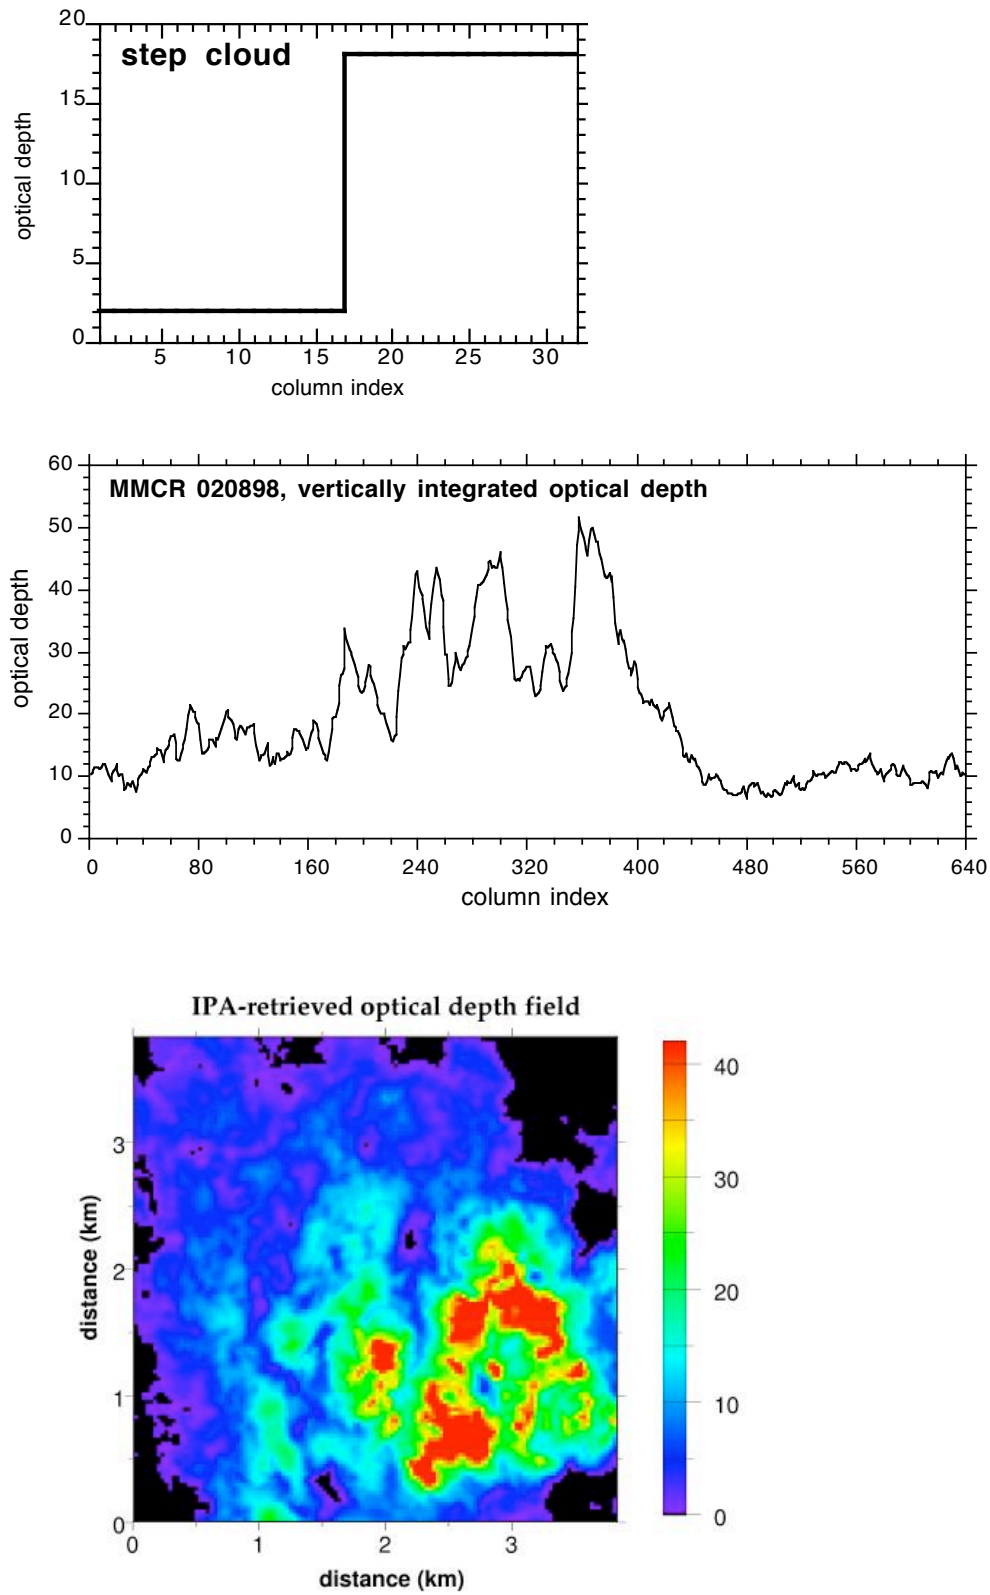 20
step cloud
15
10
5
0
optical depth
5 10 15 20 25 30
column index
60
MMCR 020898, vertically integrated optical depth
50
40
30
20
10
0
optical depth
0 80 160 240 320 400 480 560 640
column index
IPA-retrieved optical depth field
3
2
1
0
distance (km)
0 1 2 3
distance (km)
40
30
20
10
0